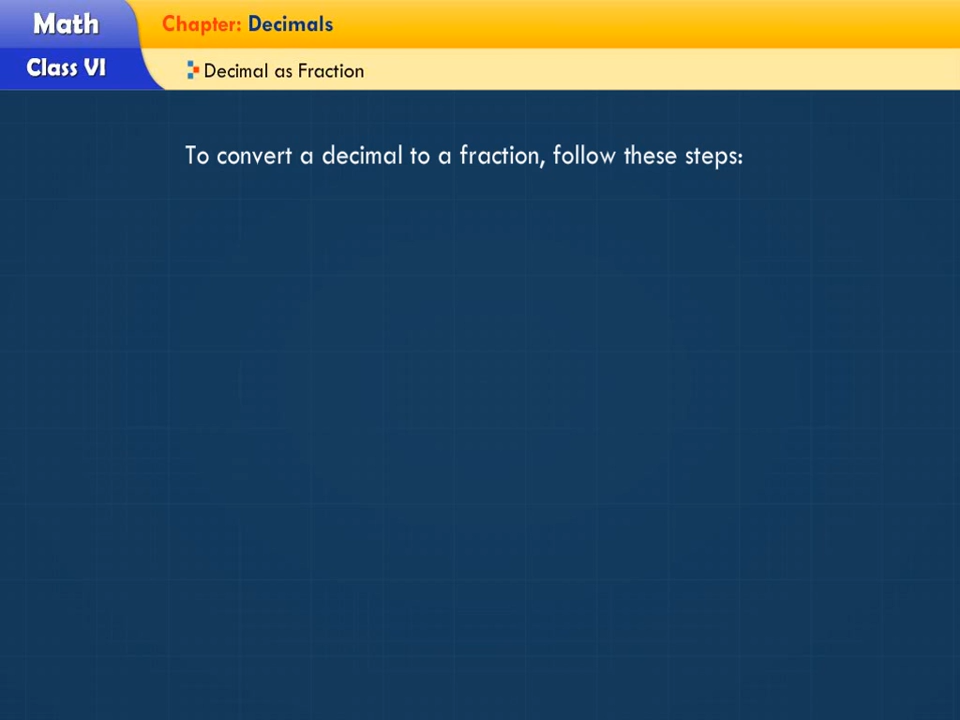 Math
Chapter: Decimals
Class VI
Decimal as Fraction
To convert a decimal to a fraction, follow these steps: